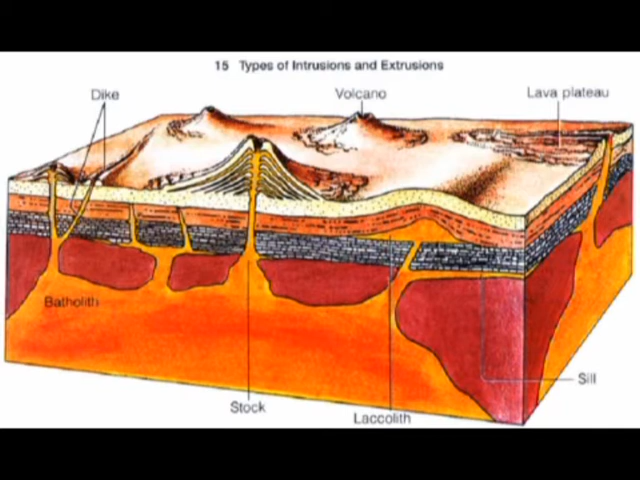 15 Types of Intrusions and Extrusions
Dike
Volcano
Lava plateau
Batholith
Sill
Stock
Laccolith